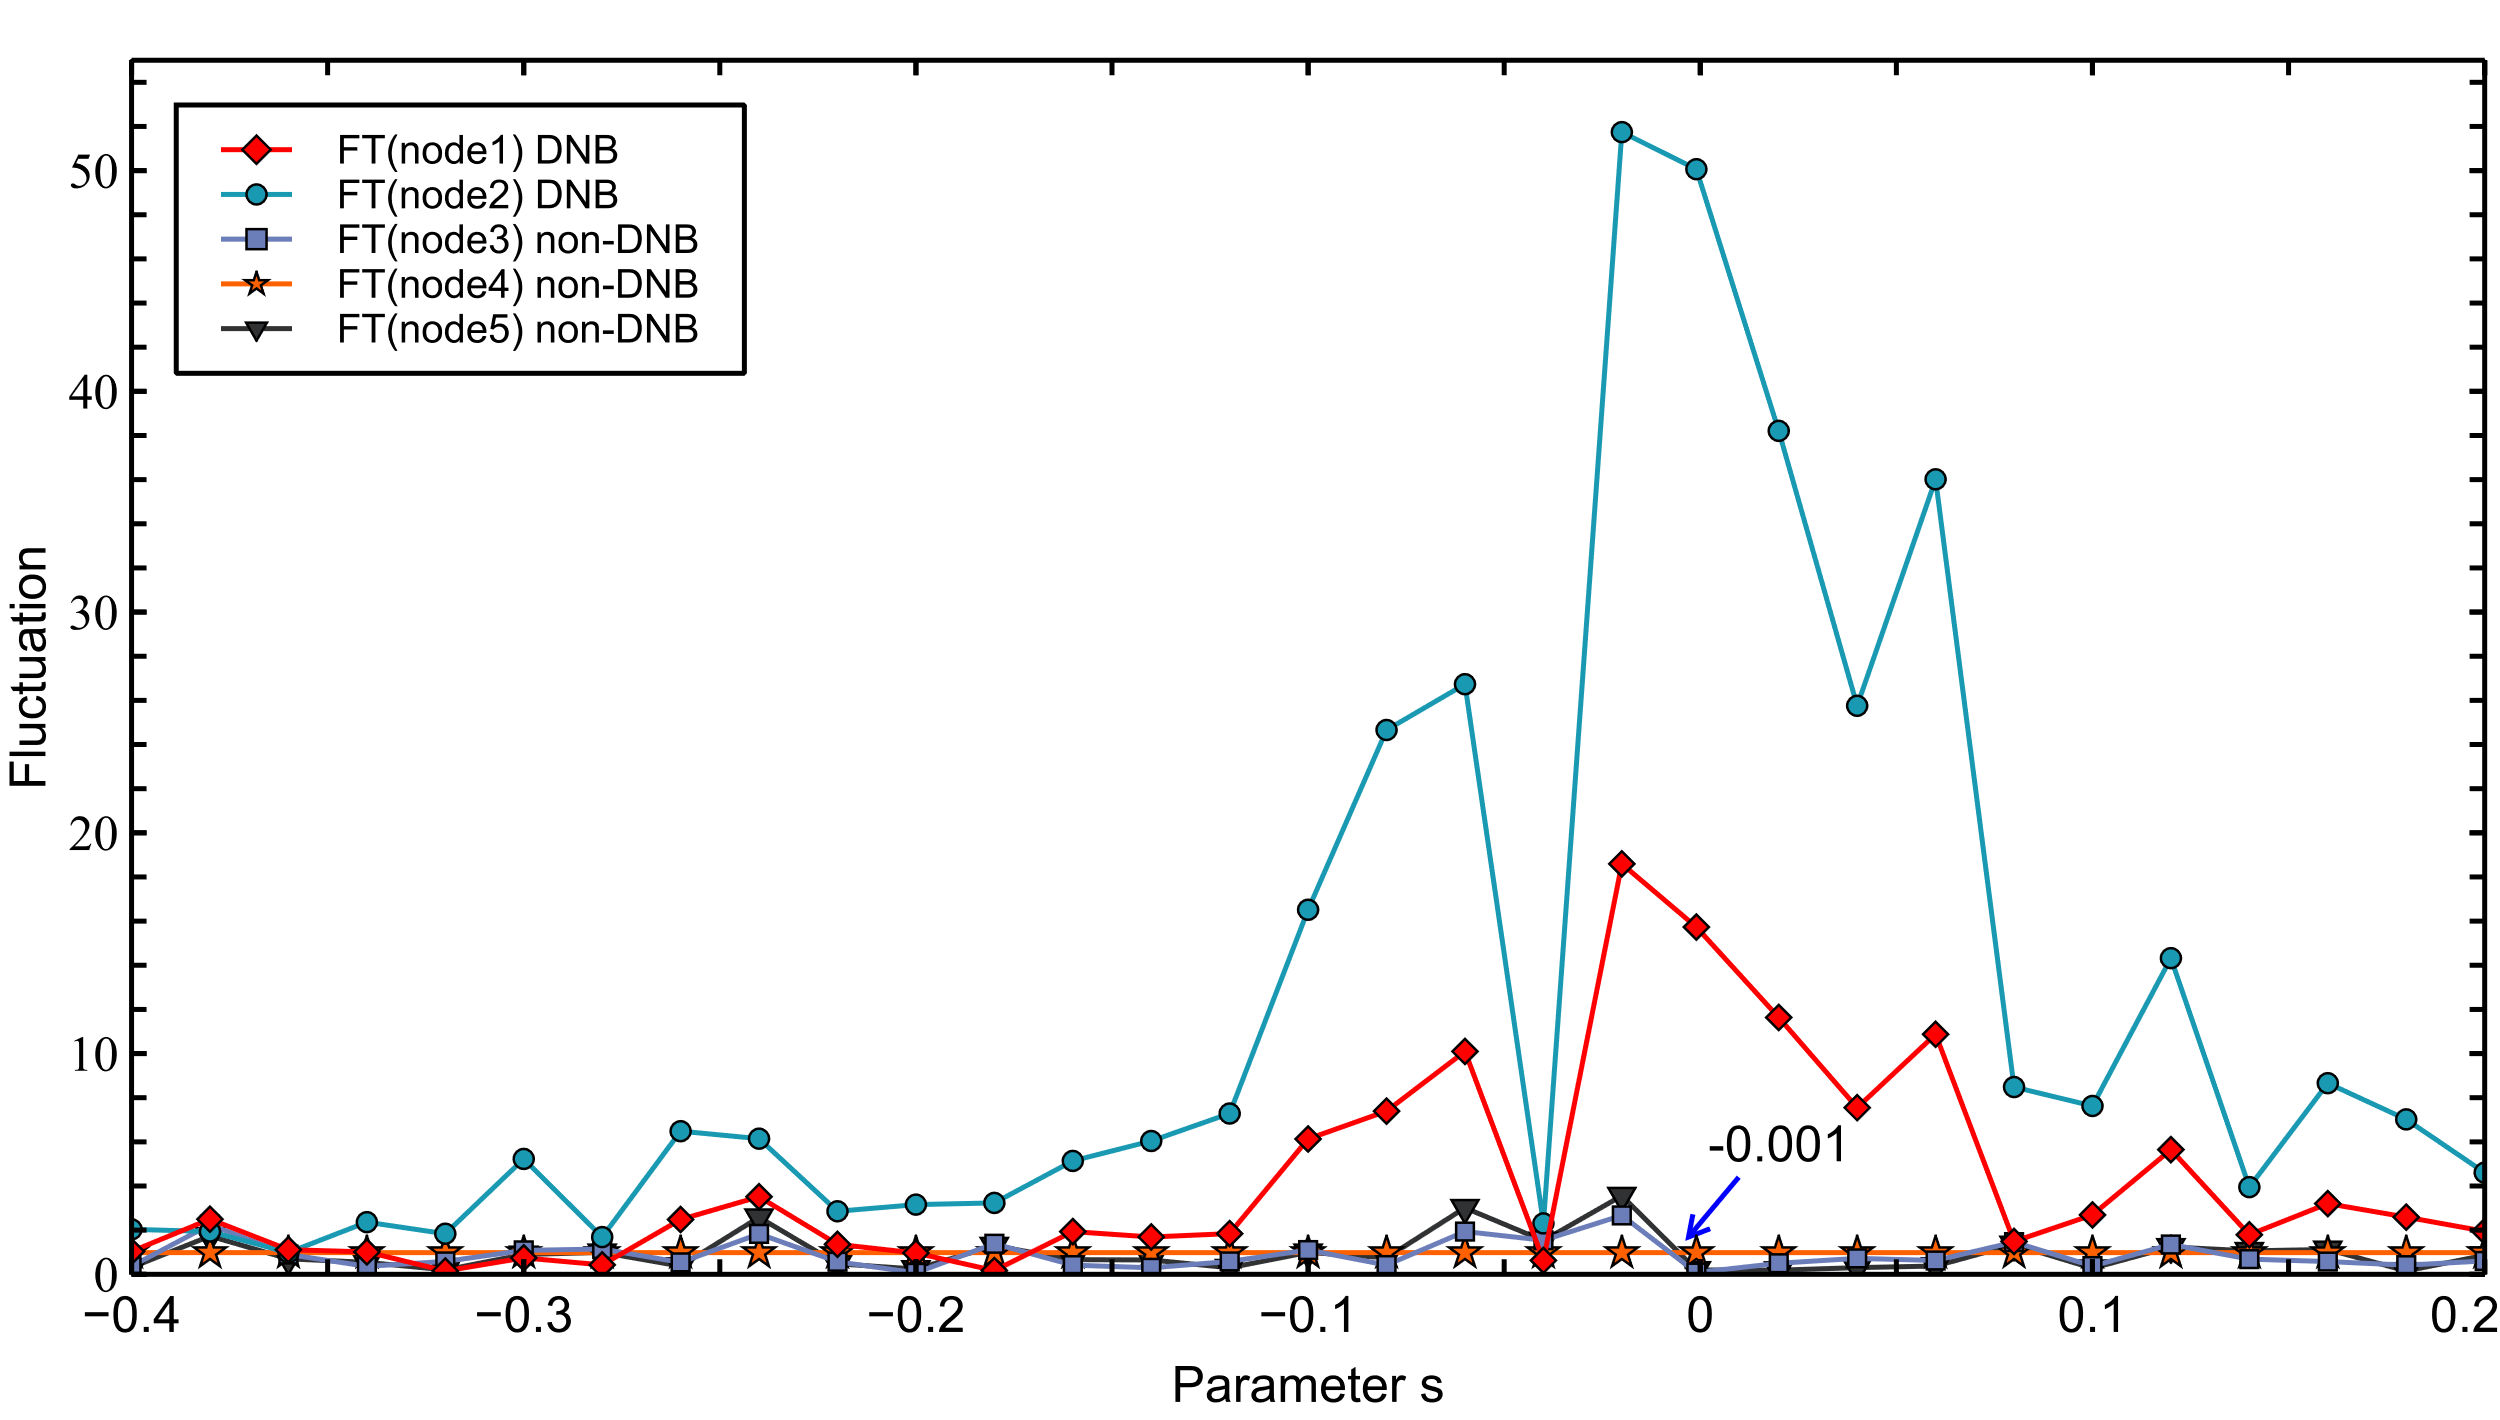 FT(node1) DNB
FT(node2) DNB
FT(node3) non-DNB
FT(node4) non-DNB
FT(node5) non-DNB
50
40
30
20
10
0
Fluctuation
-0.001
−0.4 −0.3 −0.2 −0.1 0 0.1 0.2
Parameter s